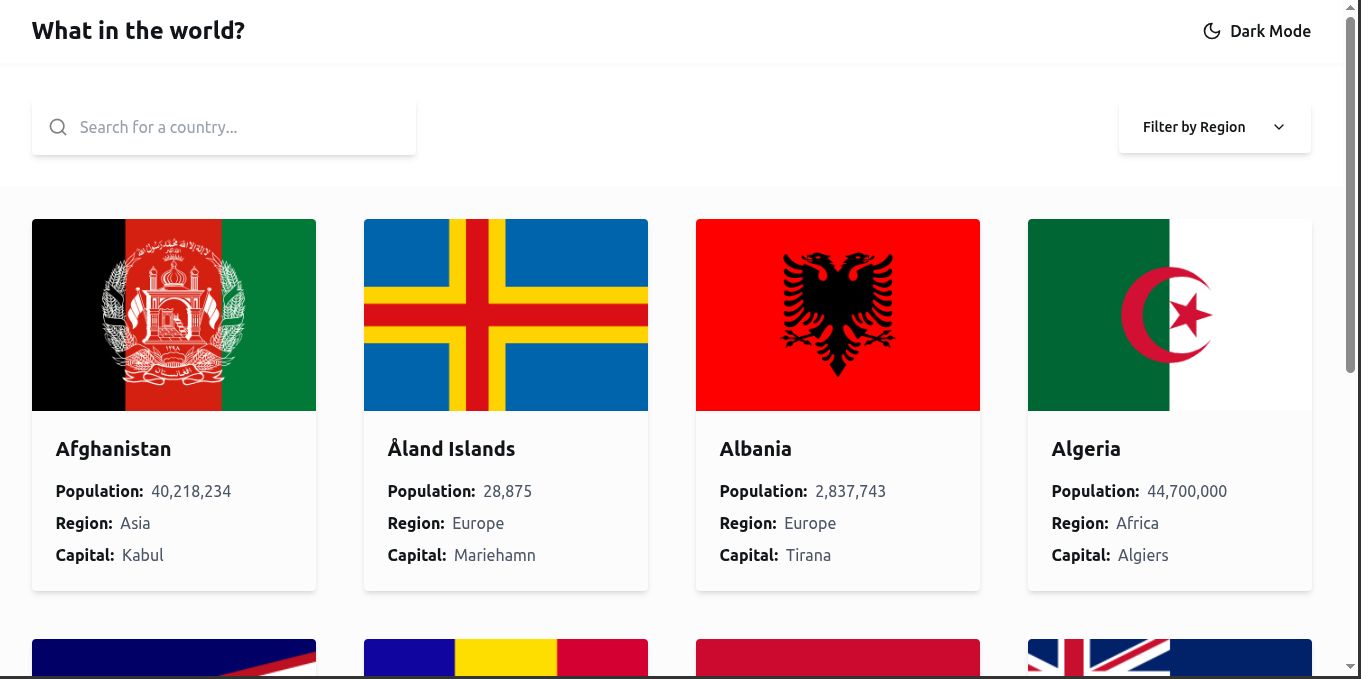 What in the world?
Dark Mode
Search for a country...
Filter by Region
Afghanistan
Population: 40,218,234
Region: Asia
Capital: Kabul
Åland Islands
Population: 28,875
Region: Europe
Capital: Mariehamn
Albania
Population: 2,837,743
Region: Europe
Capital: Tirana
Algeria
Population: 44,700,000
Region: Africa
Capital: Algiers